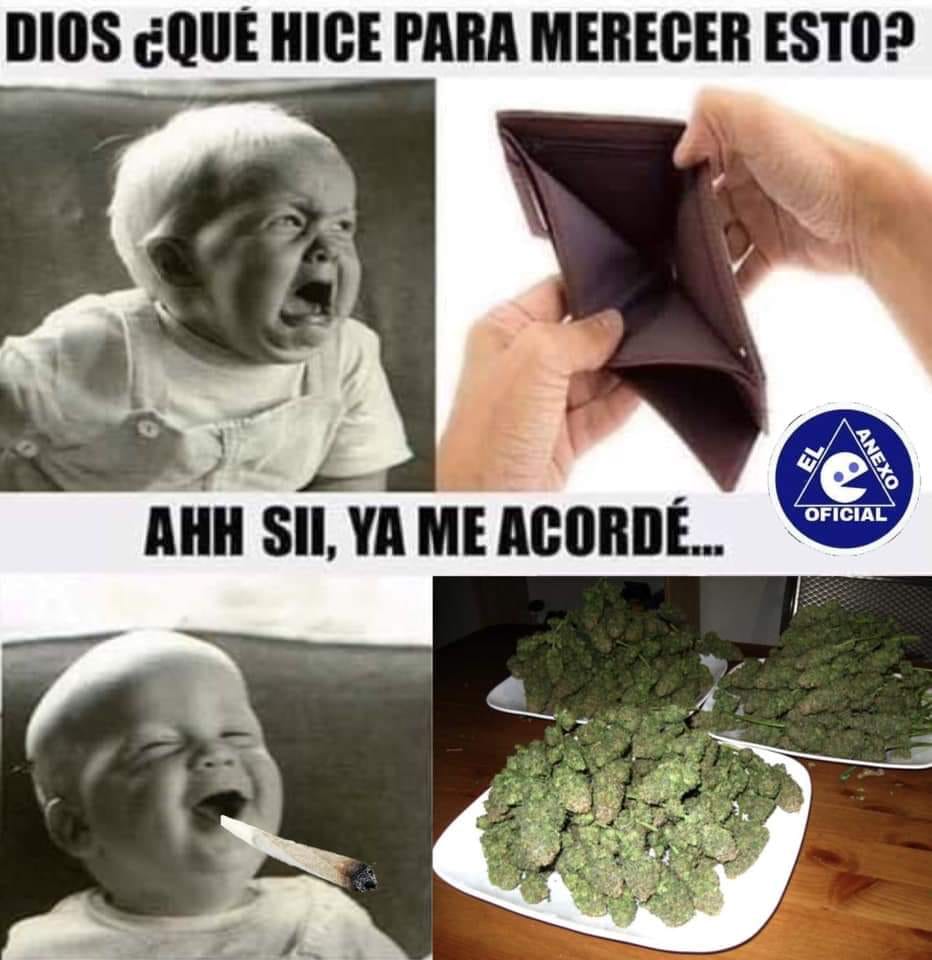 DIOS ¿QUÉ HICE PARA MERECER ESTO?
EL ANEXO
OFICIAL
AHH SII, YA ME ACORDÉ...